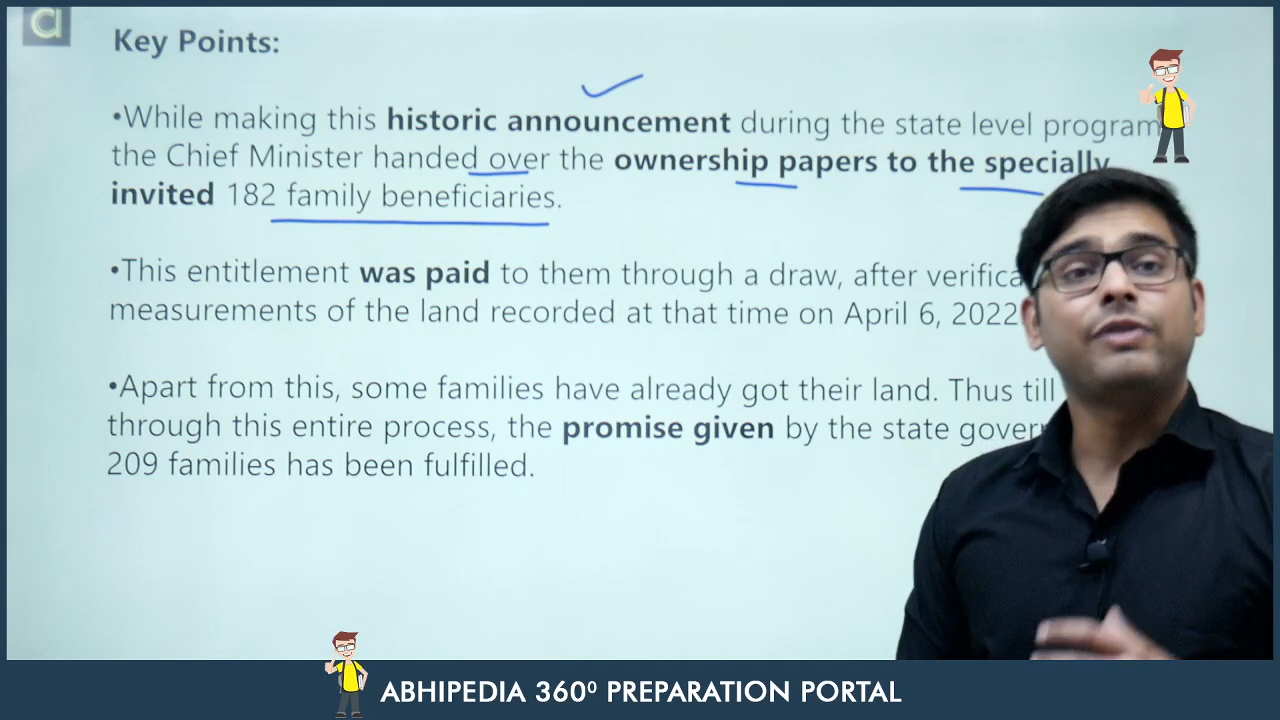 a
Key Points:
•While making this historic announcement during the state level program
the Chief Minister handed over the ownership papers to the specially
invited 182 family beneficiaries.
•This entitlement was paid to them through a draw, after
measurements of the land recorded at that time on April 6, 2022
•Apart from this, some families have already got their land. Thus till
through this entire process, the promise given by the state
209 families has been fulfilled.
ABHIPEDIA 360⁰ PREPARATION PORTAL